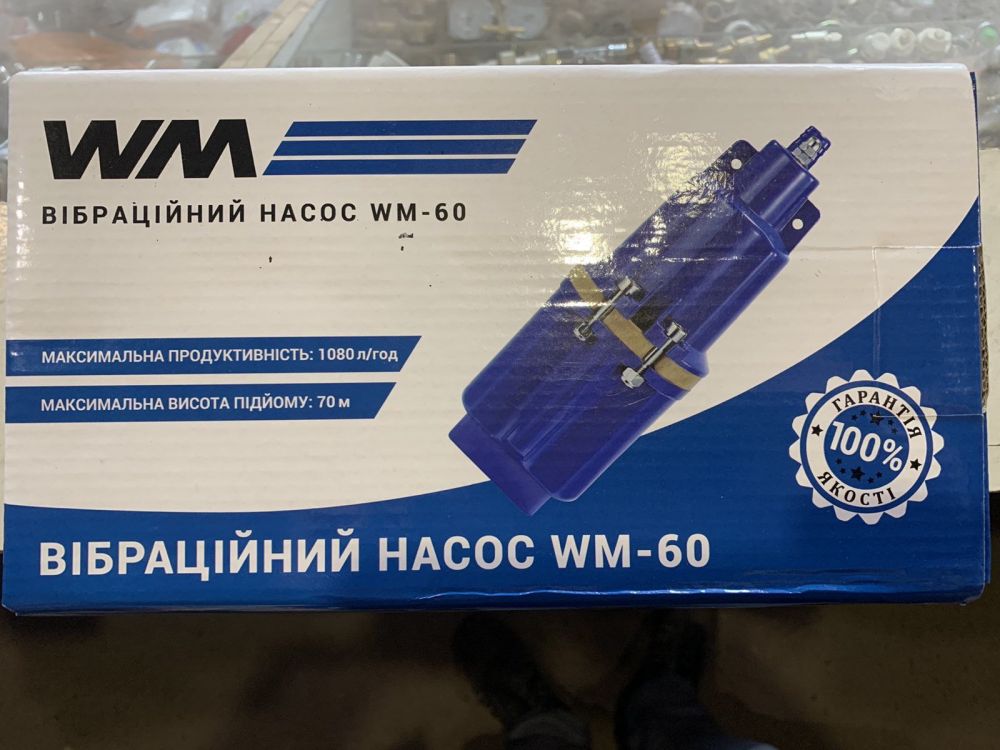 WM
ВІБРАЦІЙНИЙ НАСОС WM-60
МАКСИМАЛЬНА ПРОДУКТИВНІСТЬ: 1080 л/год
МАКСИМАЛЬНА ВИСОТА ПІДЙОМУ: 70 м
ГАРАНТІЯ
100%
ЯКОСТІ
ВІБРАЦІЙНИЙ НАСОС WM-60